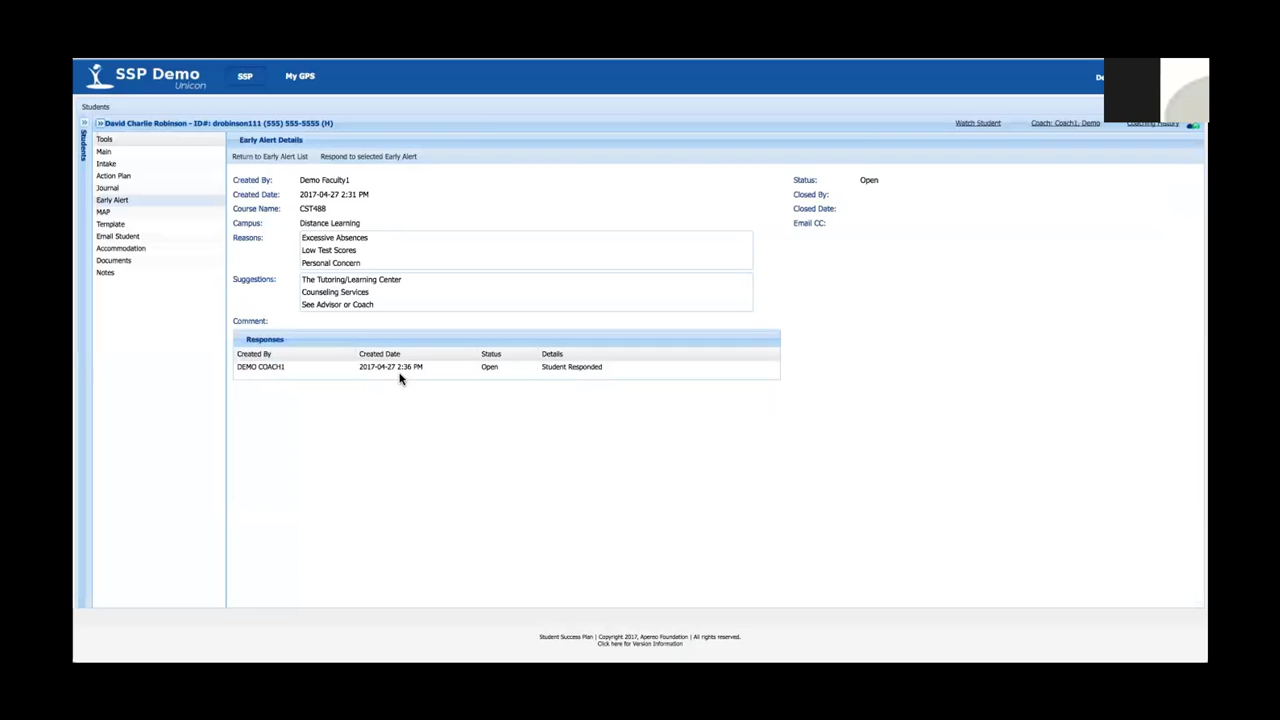 SSP Demo
Unicon
SSP
My GPS
Students
David Charlie Robinson - ID#: drobinson111 (555) 555-5555 (H)
Watch Student
Coach: Coach1, Demo
Coaching History
Students
Tools
Main
Intake
Action Plan
Journal
Early Alert
MAP
Template
Email Student
Accommodation
Documents
Notes
Early Alert Details
Return to Early Alert List Respond to selected Early Alert
Created By: Demo Faculty1
Created Date: 2017-04-27 2:31 PM
Course Name: CST488
Campus: Distance Learning
Reasons: Excessive Absences
Low Test Scores
Personal Concern
Suggestions: The Tutoring/Learning Center
Counseling Services
See Advisor or Coach
Comment:
Status: Open
Closed By:
Closed Date:
Email CC:
Responses
Created By Created Date Status Details
DEMO COACH1 2017-04-27 2:36 PM Open Student Responded
Student Success Plan | Copyright 2017, Apereo Foundation | All rights reserved.
Click here for Version Information